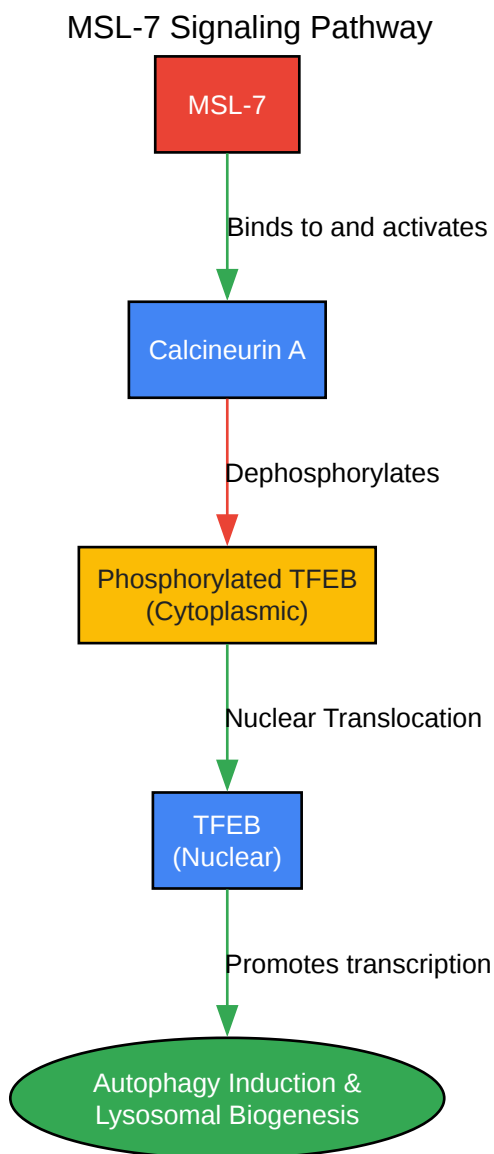 MSL-7 Signaling Pathway
MSL-7
Binds to and activates
Calcineurin A
Dephosphorylates
Phosphorylated TFEB
(Cytoplasmic)
Nuclear Translocation
TFEB
(Nuclear)
Promotes transcription
Autophagy Induction &
Lysosomal Biogenesis